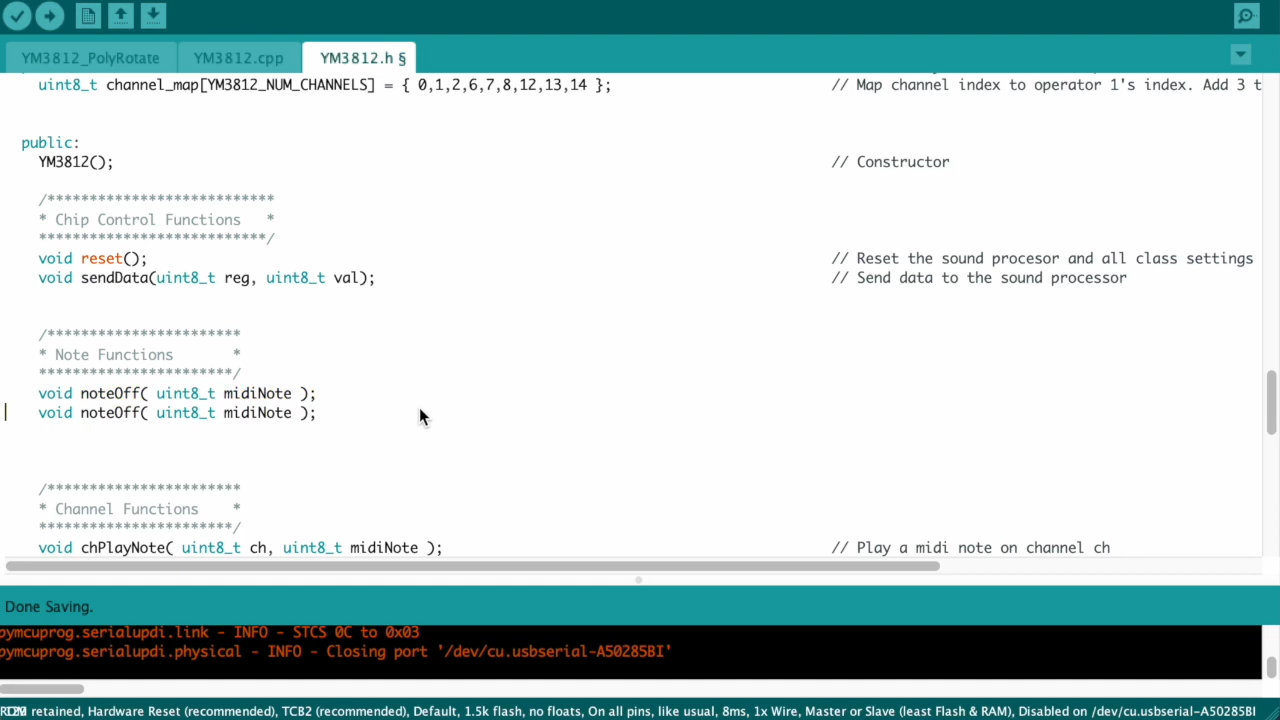 YM3812_PolyRotate YM3812.cpp YM3812.h §
uint8_t channel_map[YM3812_NUM_CHANNELS] = { 0,1,2,6,7,8,12,13,14 }; // Map channel index to operator 1's index. Add 3 t
public:
YM3812(); // Constructor
/***************************
* Chip Control Functions *
***************************/
void reset(); // Reset the sound procesor and all class settings
void sendData(uint8_t reg, uint8_t val); // Send data to the sound processor
/***********************
* Note Functions *
***********************/
void noteOff( uint8_t midiNote );
void noteOff( uint8_t midiNote );
/***********************
* Channel Functions *
***********************/
void chPlayNote( uint8_t ch, uint8_t midiNote ); // Play a midi note on channel ch
Done Saving.
pymcuprog.serialupdi.link - INFO - STCS 0C to 0x03
pymcuprog.serialupdi.physical - INFO - Closing port '/dev/cu.usbserial-A50285BI'
retained, Hardware Reset (recommended), TCB2 (recommended), Default, 1.5k flash, no floats, On all pins, like usual, 8ms, 1x Wire, Master or Slave (least Flash & RAM), Disabled on /dev/cu.usbserial-A50285BI